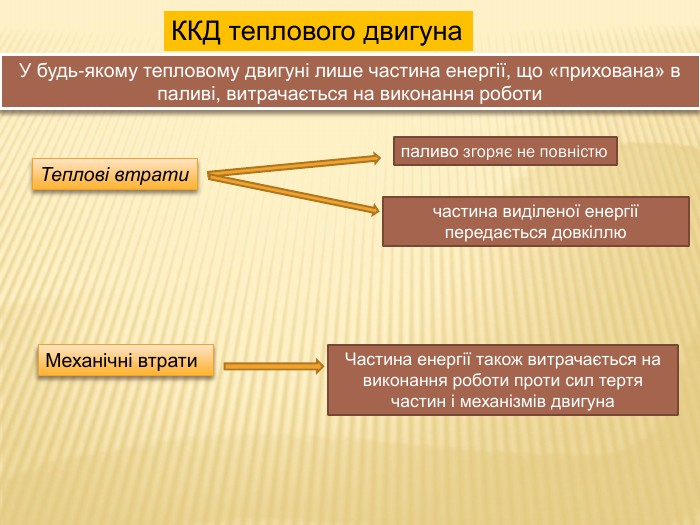 ККД теплового двигуна
У будь-якому тепловому двигуні лише частина енергії, що «прихована» в
паливі, витрачається на виконання роботи
Теплові втрати
паливо згоряє не повністю
частина виділеної енергії
передається довкіллю
Механічні втрати
Частина енергії також витрачається на
виконання роботи проти сил тертя
частин і механізмів двигуна